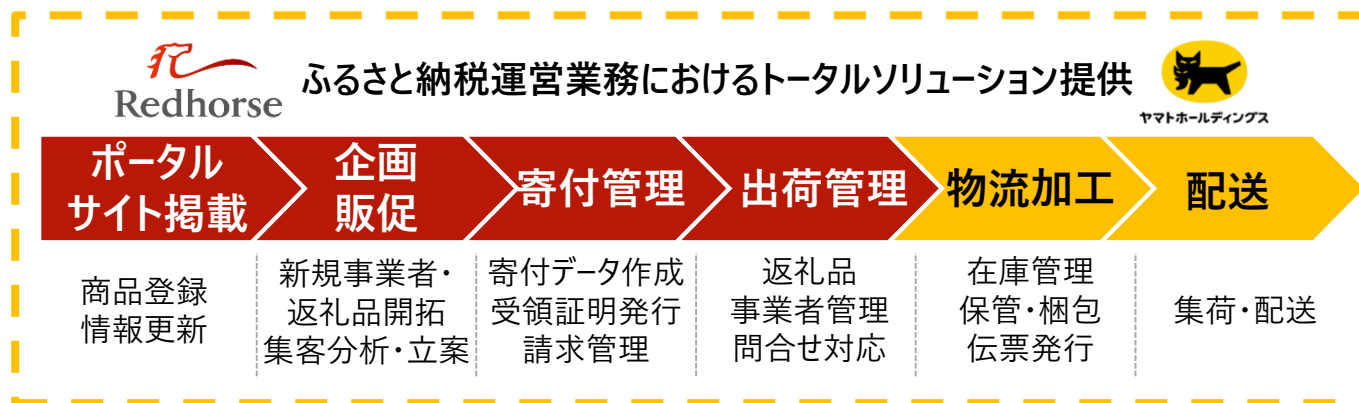 Redhorse
ふるさと納税運営業務におけるトータルソリューション提供
ヤマトホールディングス
ポータル
サイト掲載
企画
販促
寄付管理
出荷管理
物流加工
配送
商品登録
情報更新
新規事業者・
返礼品開拓
集客分析・立案
寄付データ作成
受領証明発行
請求管理
返礼品
事業者管理
問合せ対応
在庫管理
保管・梱包
伝票発行
集荷・配送